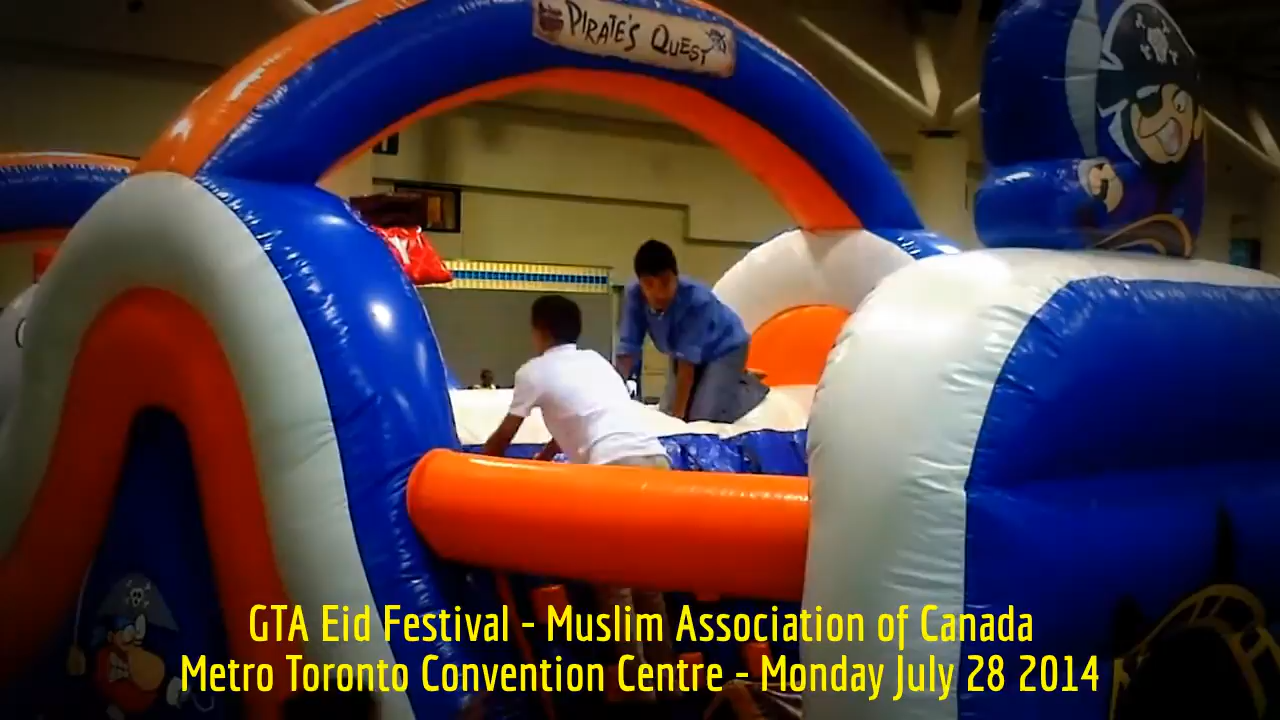 PIRATE'S QUEST
GTA Eid Festival - Muslim Association of Canada
Metro Toronto Convention Centre - Monday July 28 2014